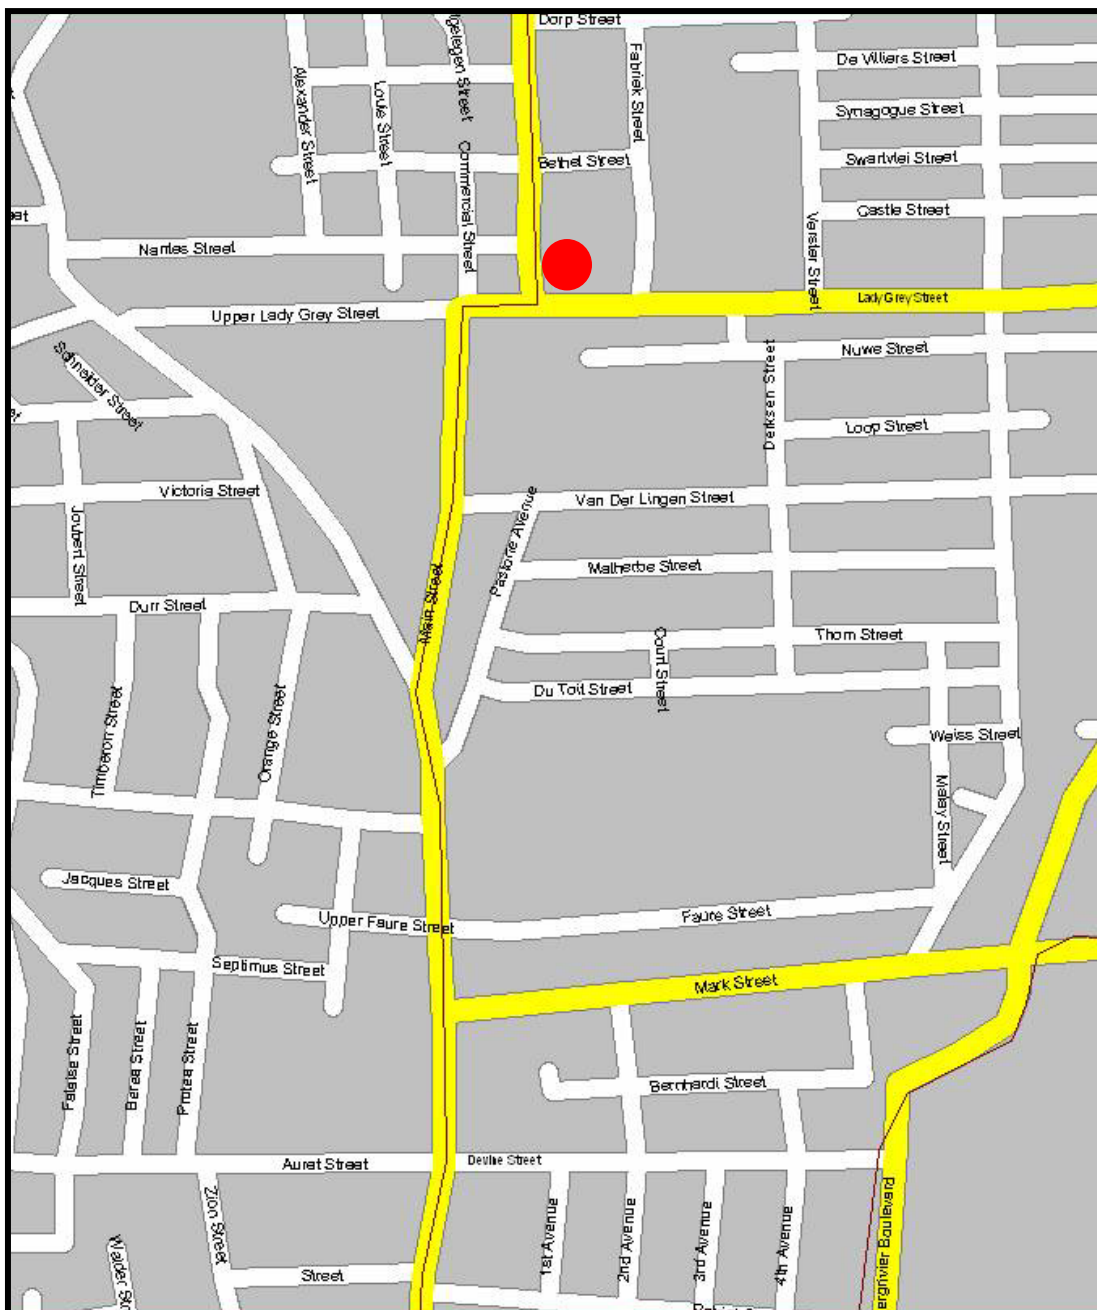 Dorp Street
De Villiers Street
Fabriek Street
Alexander Street
Louie Street
Synagogue Street
Commercial Street
Bethel Street
Swartvlei Street
Castle Street
Verster Street
Nantes Street
Lady Grey Street
Upper Lady Grey Street
Nuwe Street
Schneider Street
Derksen Street
Loop Street
Victoria Street
Van Der Lingen Street
Pastorie Avenue
Joubert Street
Malherbe Street
Main Street
Durr Street
Thom Street
Court Street
Du Toit Street
Timberon Street
Orange Street
Weiss Street
Malay Street
Jacques Street
Upper Faure Street
Faure Street
Septimus Street
Mark Street
Falaise Street
Berea Street
Protea Street
Bernhardi Street
Auret Street
Devine Street
Zion Street
1st Avenue
2nd Avenue
3rd Avenue
4th Avenue
ergrivier Boulevard
Street